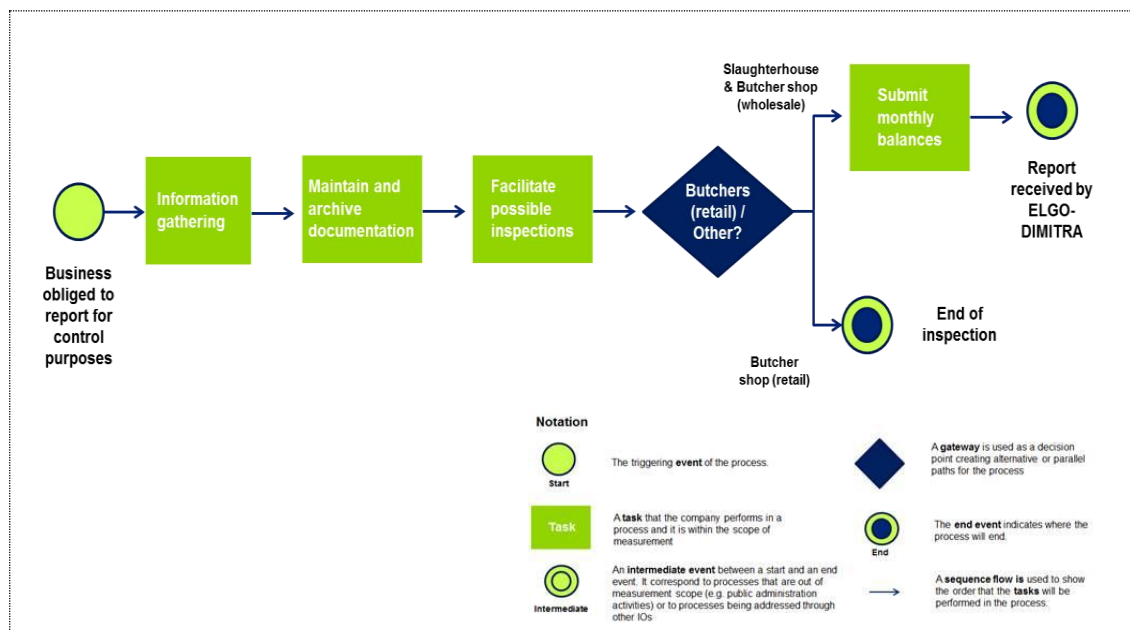 Business
obliged to
report for
control
purposes
Information
gathering
Maintain and
archive
documentation
Facilitate
possible
inspections
Butchers
(retail) /
Other?
Slaughterhouse
& Butcher shop
(wholesale)
Submit
monthly
balances
Report
received by
ELGO-
DIMITRA
Butcher
shop (retail)
End of
inspection
Notation
Start
The triggering event of the process.
Task
A task that the company performs in a
process and it is within the scope of
measurement
Intermediate
An intermediate event between a start and an end
event. It correspond to processes that are out of
measurement scope (e.g. public administration
activities) or to processes being addressed through
other IOs
A gateway is used as a decision
point creating alternative or parallel
paths for the process
End
The end event indicates where the
process will end.
A sequence flow is used to show
the order that the tasks will be
performed in the process.